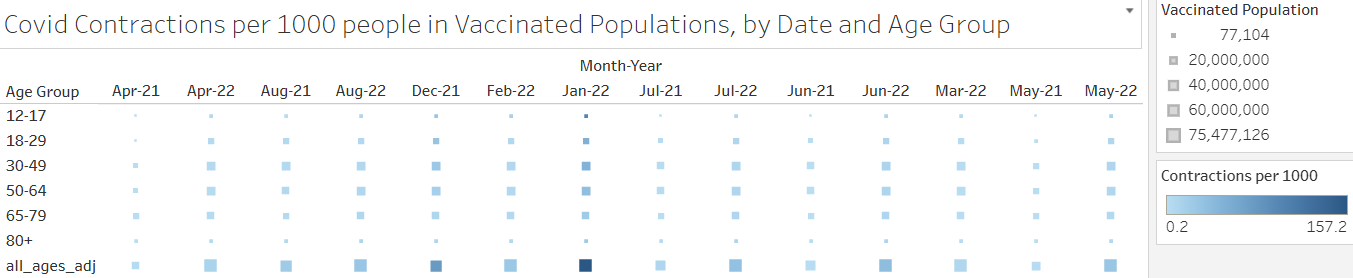 Covid Contractions per 1000 people in Vaccinated Populations, by Date and Age Group
Month-Year
Age Group Apr-21 Apr-22 Aug-21 Aug-22 Dec-21 Feb-22 Jan-22 Jul-21 Jul-22 Jun-21 Jun-22 Mar-22 May-21 May-22
12-17
18-29
30-49
50-64
65-79
80+
all_ages_adj
Vaccinated Population
77,104
20,000,000
40,000,000
60,000,000
75,477,126
Contractions per 1000
0.2 157.2